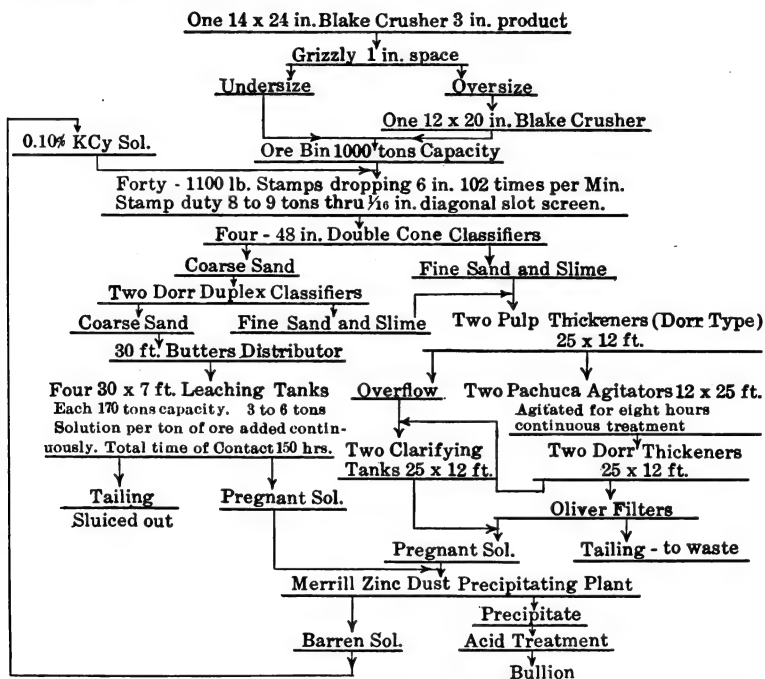 One 14 x 24 in. Blake Crusher 3 in. product
Grizzly 1 in. space
Undersize
Oversize
One 12 x 20 in. Blake Crusher
0.10% KCy Sol.
Ore Bin 1000 tons Capacity
Forty - 1100 lb. Stamps dropping 6 in. 102 times per Min.
Stamp duty 8 to 9 tons thru 1/16 in. diagonal slot screen.
Four - 48 in. Double Cone Classifiers
Coarse Sand
Fine Sand and Slime
Two Dorr Duplex Classifiers
Coarse Sand
Fine Sand and Slime
Two Pulp Thickeners (Dorr Type)
25 x 12 ft.
30 ft. Butters Distributor
Four 30 x 7 ft. Leaching Tanks
Each 170 tons capacity. 3 to 6 tons
Solution per ton of ore added contin-
uously. Total time of Contact 150 hrs.
Overflow
Two Pachuca Agitators 12 x 25 ft.
Agitated for eight hours
continuous treatment
Two Clarifying
Tanks 25 x 12 ft.
Two Dorr Thickeners
25 x 12 ft.
Tailing
Sluiced out
Pregnant Sol.
Oliver Filters
Pregnant Sol.
Tailing - to waste
Merrill Zinc Dust Precipitating Plant
Precipitate
Barren Sol.
Acid Treatment
Bullion